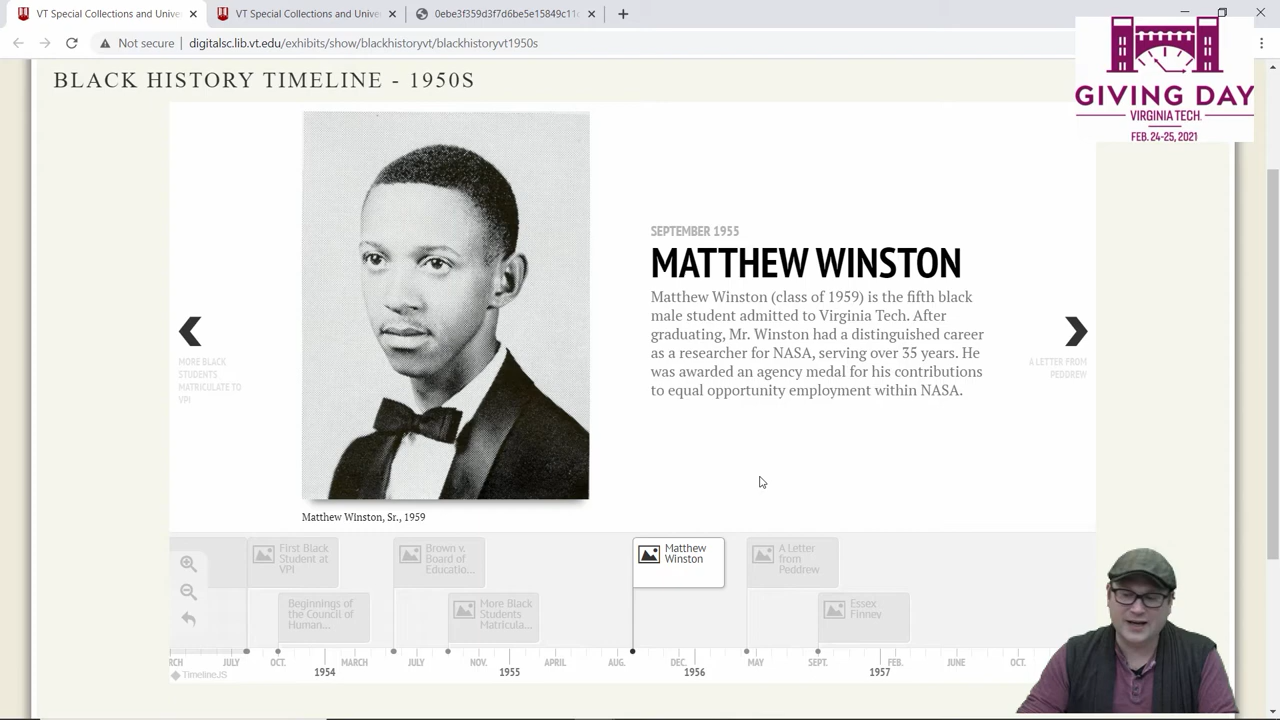 VT Special Collections and Unive
VT Special Collections and Unive
0ebe3f359d3f7d6be5e15849c11
Not secure
digitalsc.lib.vt.edu/exhibits/show/blackhistoryvt/blackhistoryvt1950s
GIVING DAY
VIRGINIA TECH.
FEB. 24-25, 2021
BLACK HISTORY TIMELINE - 1950S
SEPTEMBER 1955
MATTHEW WINSTON
Matthew Winston (class of 1959) is the fifth black
male student admitted to Virginia Tech. After
graduating, Mr. Winston had a distinguished career
as a researcher for NASA, serving over 35 years. He
was awarded an agency medal for his contributions
to equal opportunity employment within NASA.
MORE BLACK
STUDENTS
MATRICULATE TO
VPI
A LETTER FROM
PEDDREW
Matthew Winston, Sr., 1959
First Black
Student at
VPI
Brown v.
Board of
Educatio...
Matthew
Winston
A Letter
from
Peddrew
Beginnings of
the Council of
Human...
More Black
Students
Matricula...
Essex
Finney
RCH JULY OCT. MARCH JULY NOV. APRIL AUG. DEC. MAY SEPT. FEB. JUNE OCT.
1954 1955 1956 1957
TimelineJS